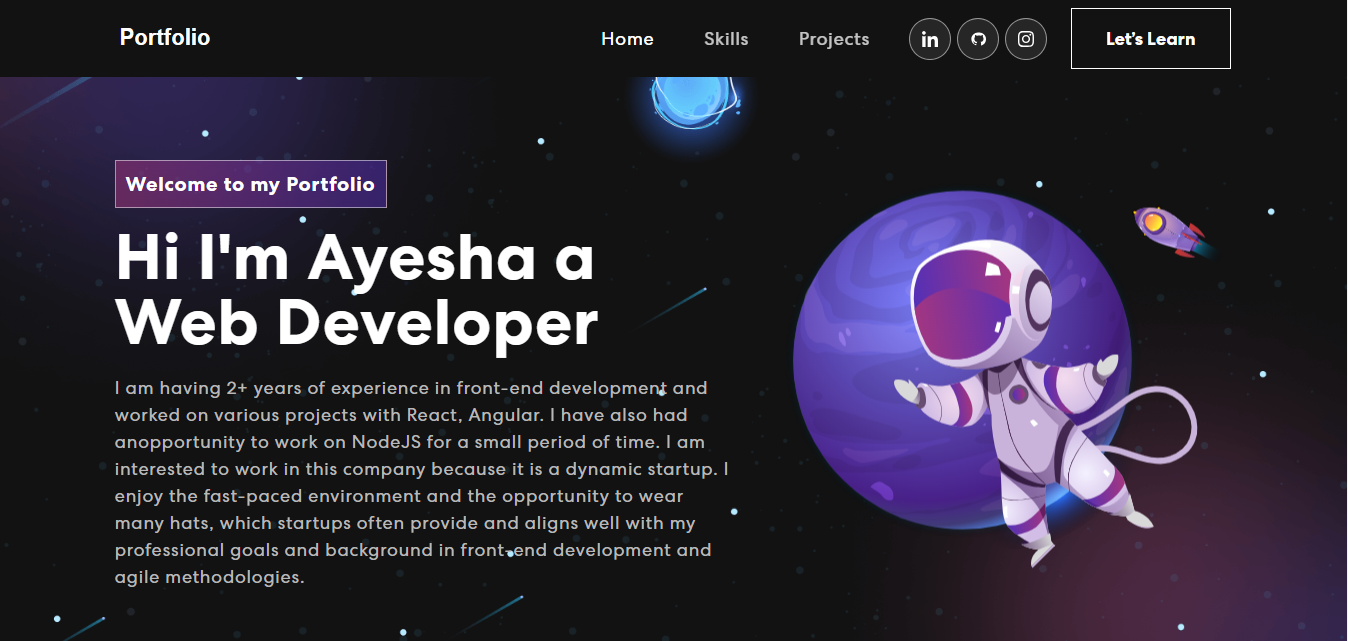 Portfolio
Home
Skills
Projects
in
Let's Learn
Welcome to my Portfolio
Hi I'm Ayesha a
Web Developer
I am having 2+ years of experience in front-end development and
worked on various projects with React, Angular. I have also had
anopportunity to work on NodeJS for a small period of time. I am
interested to work in this company because it is a dynamic startup. I
enjoy the fast-paced environment and the opportunity to wear
many hats, which startups often provide and aligns well with my
professional goals and background in front-end development and
agile methodologies.